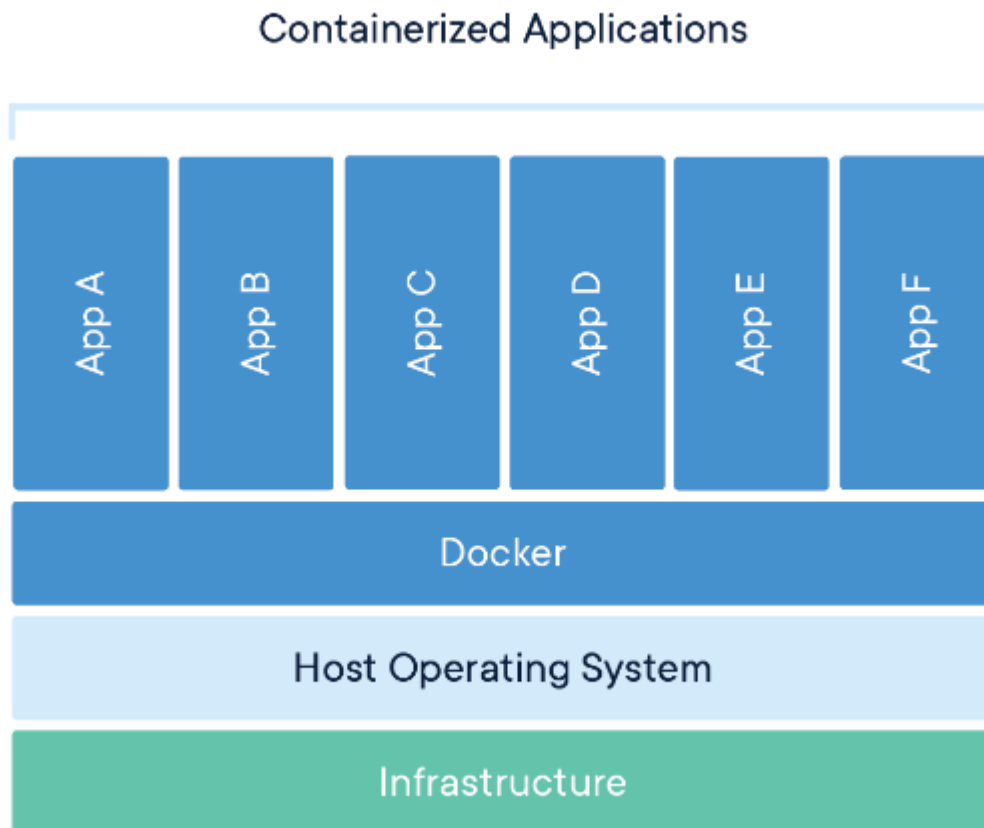 Containerized Applications
App A
App B
App C
App D
App E
App F
Docker
Host Operating System
Infrastructure